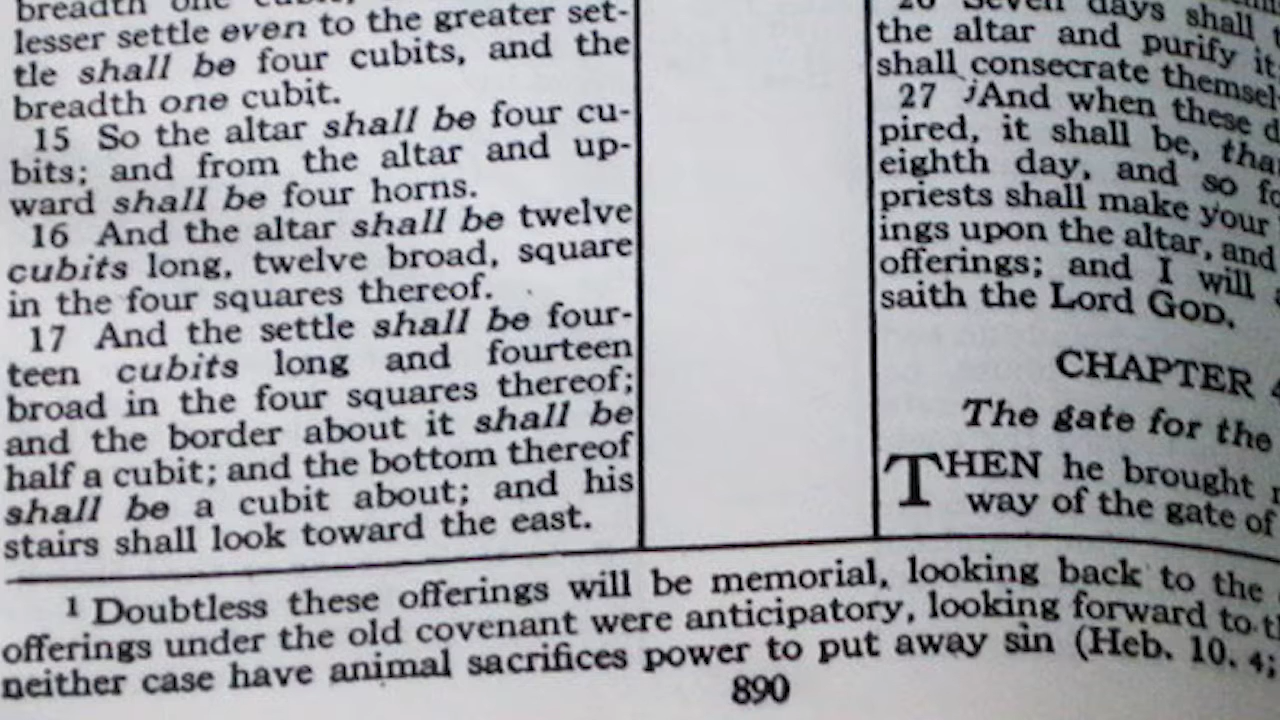 breadth one cubit,
lesser settle even to the greater set-
tle shall be four cubits, and the
breadth one cubit.
15 So the altar shall be four cu-
bits; and from the altar and up-
ward shall be four horns.
16 And the altar shall be twelve
cubits long, twelve broad, square
in the four squares thereof.
17 And the settle shall be four-
teen cubits long and fourteen
broad in the four squares thereof;
and the border about it shall be
half a cubit; and the bottom thereof
shall be a cubit about; and his
stairs shall look toward the east.
26 Seven days shall
the altar and purify it;
shall consecrate themsel
27 jAnd when these d
pired, it shall be, tha
eighth day, and so fo
priests shall make your
ings upon the altar, and
offerings; and I will
saith the Lord GOD.
CHAPTER 4
The gate for the
THEN he brought
way of the gate of
1 Doubtless these offerings will be memorial, looking back to the
offerings under the old covenant were anticipatory, looking forward to th
neither case have animal sacrifices power to put away sin (Heb. 10. 4;
890